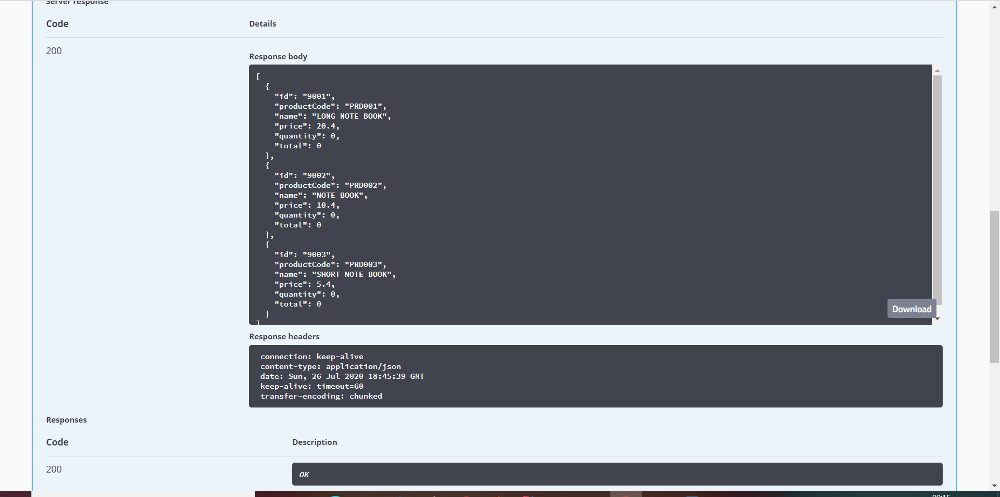 Server response
Code Details
200
Response body
[
  {
    "id": "9001",
    "productCode": "PRD001",
    "name": "LONG NOTE BOOK",
    "price": 20.4,
    "quantity": 0,
    "total": 0
  },
  {
    "id": "9002",
    "productCode": "PRD002",
    "name": "NOTE BOOK",
    "price": 10.4,
    "quantity": 0,
    "total": 0
  },
  {
    "id": "9003",
    "productCode": "PRD003",
    "name": "SHORT NOTE BOOK",
    "price": 5.4,
    "quantity": 0,
    "total": 0
  }
]
Download
Response headers
connection: keep-alive
content-type: application/json
date: Sun, 26 Jul 2020 18:45:39 GMT
keep-alive: timeout=60
transfer-encoding: chunked
Responses
Code Description
200
OK